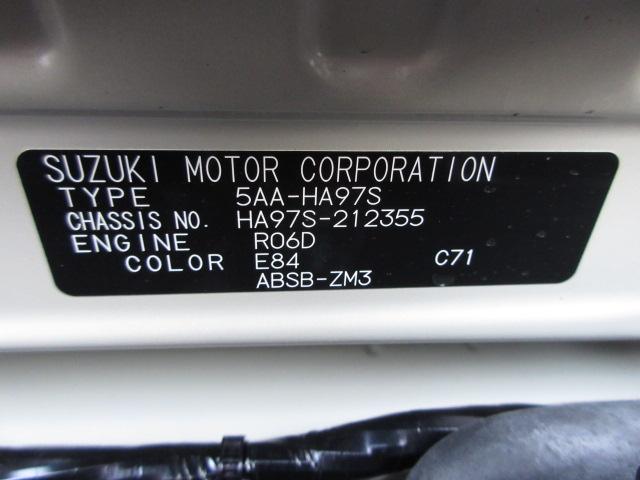 SUZUKI MOTOR CORPORATION
TYPE 5AA-HA97S
CHASSIS NO. HA97S-212355
ENGINE R06D
COLOR E84 C71
ABSB-ZM3